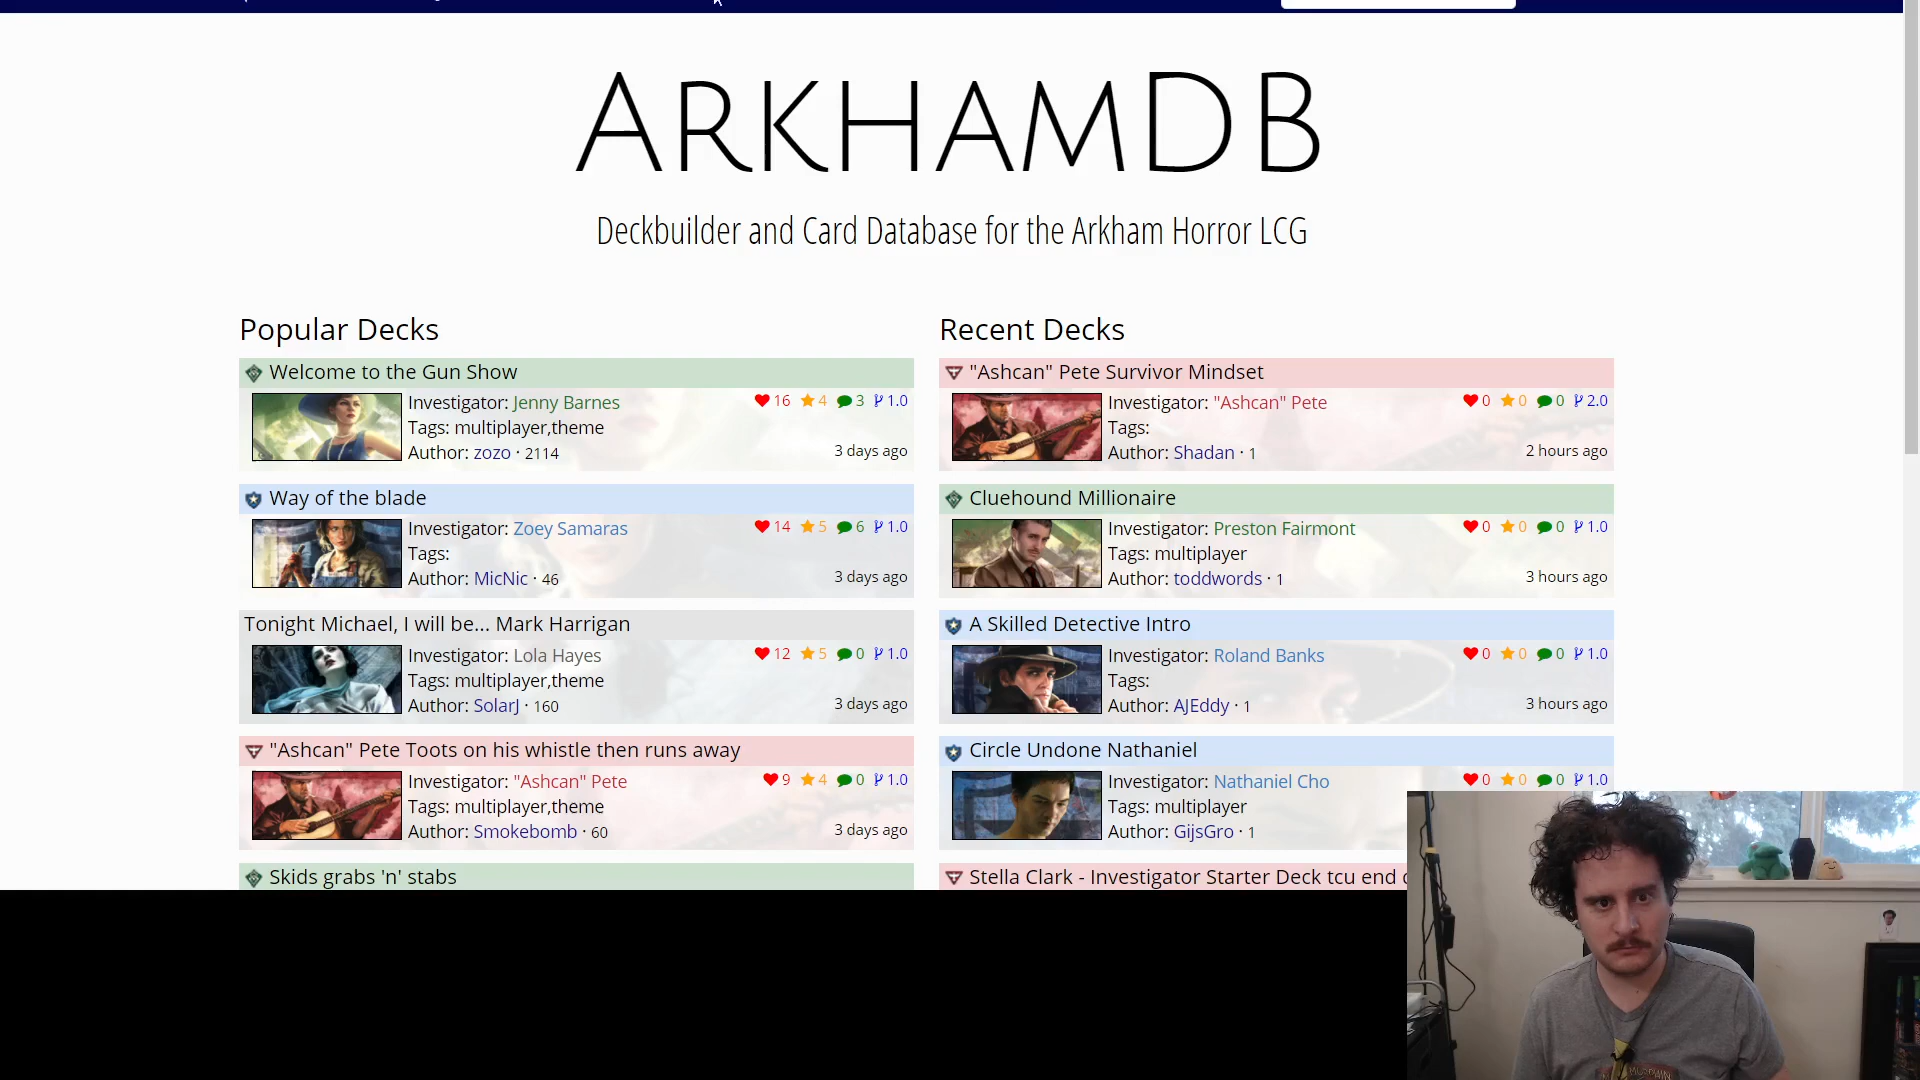 ARKHAMDB
Deckbuilder and Card Database for the Arkham Horror LCG
Popular Decks
Welcome to the Gun Show
Investigator: Jenny Barnes
16 4 3 1.0
Tags: multiplayer,theme
Author: zozo · 2114
3 days ago
Way of the blade
Investigator: Zoey Samaras
14 5 6 1.0
Tags:
Author: MicNic · 46
3 days ago
Tonight Michael, I will be... Mark Harrigan
Investigator: Lola Hayes
12 5 0 1.0
Tags: multiplayer,theme
Author: SolarJ · 160
3 days ago
"Ashcan" Pete Toots on his whistle then runs away
Investigator: "Ashcan" Pete
9 4 0 1.0
Tags: multiplayer,theme
Author: Smokebomb · 60
3 days ago
Skids grabs 'n' stabs
Recent Decks
"Ashcan" Pete Survivor Mindset
Investigator: "Ashcan" Pete
0 0 0 2.0
Tags:
Author: Shadan · 1
2 hours ago
Cluehound Millionaire
Investigator: Preston Fairmont
0 0 0 1.0
Tags: multiplayer
Author: toddwords · 1
3 hours ago
A Skilled Detective Intro
Investigator: Roland Banks
0 0 0 1.0
Tags:
Author: AJEddy · 1
3 hours ago
Circle Undone Nathaniel
Investigator: Nathaniel Cho
0 0 0 1.0
Tags: multiplayer
Author: GijsGro · 1
Stella Clark - Investigator Starter Deck tcu end